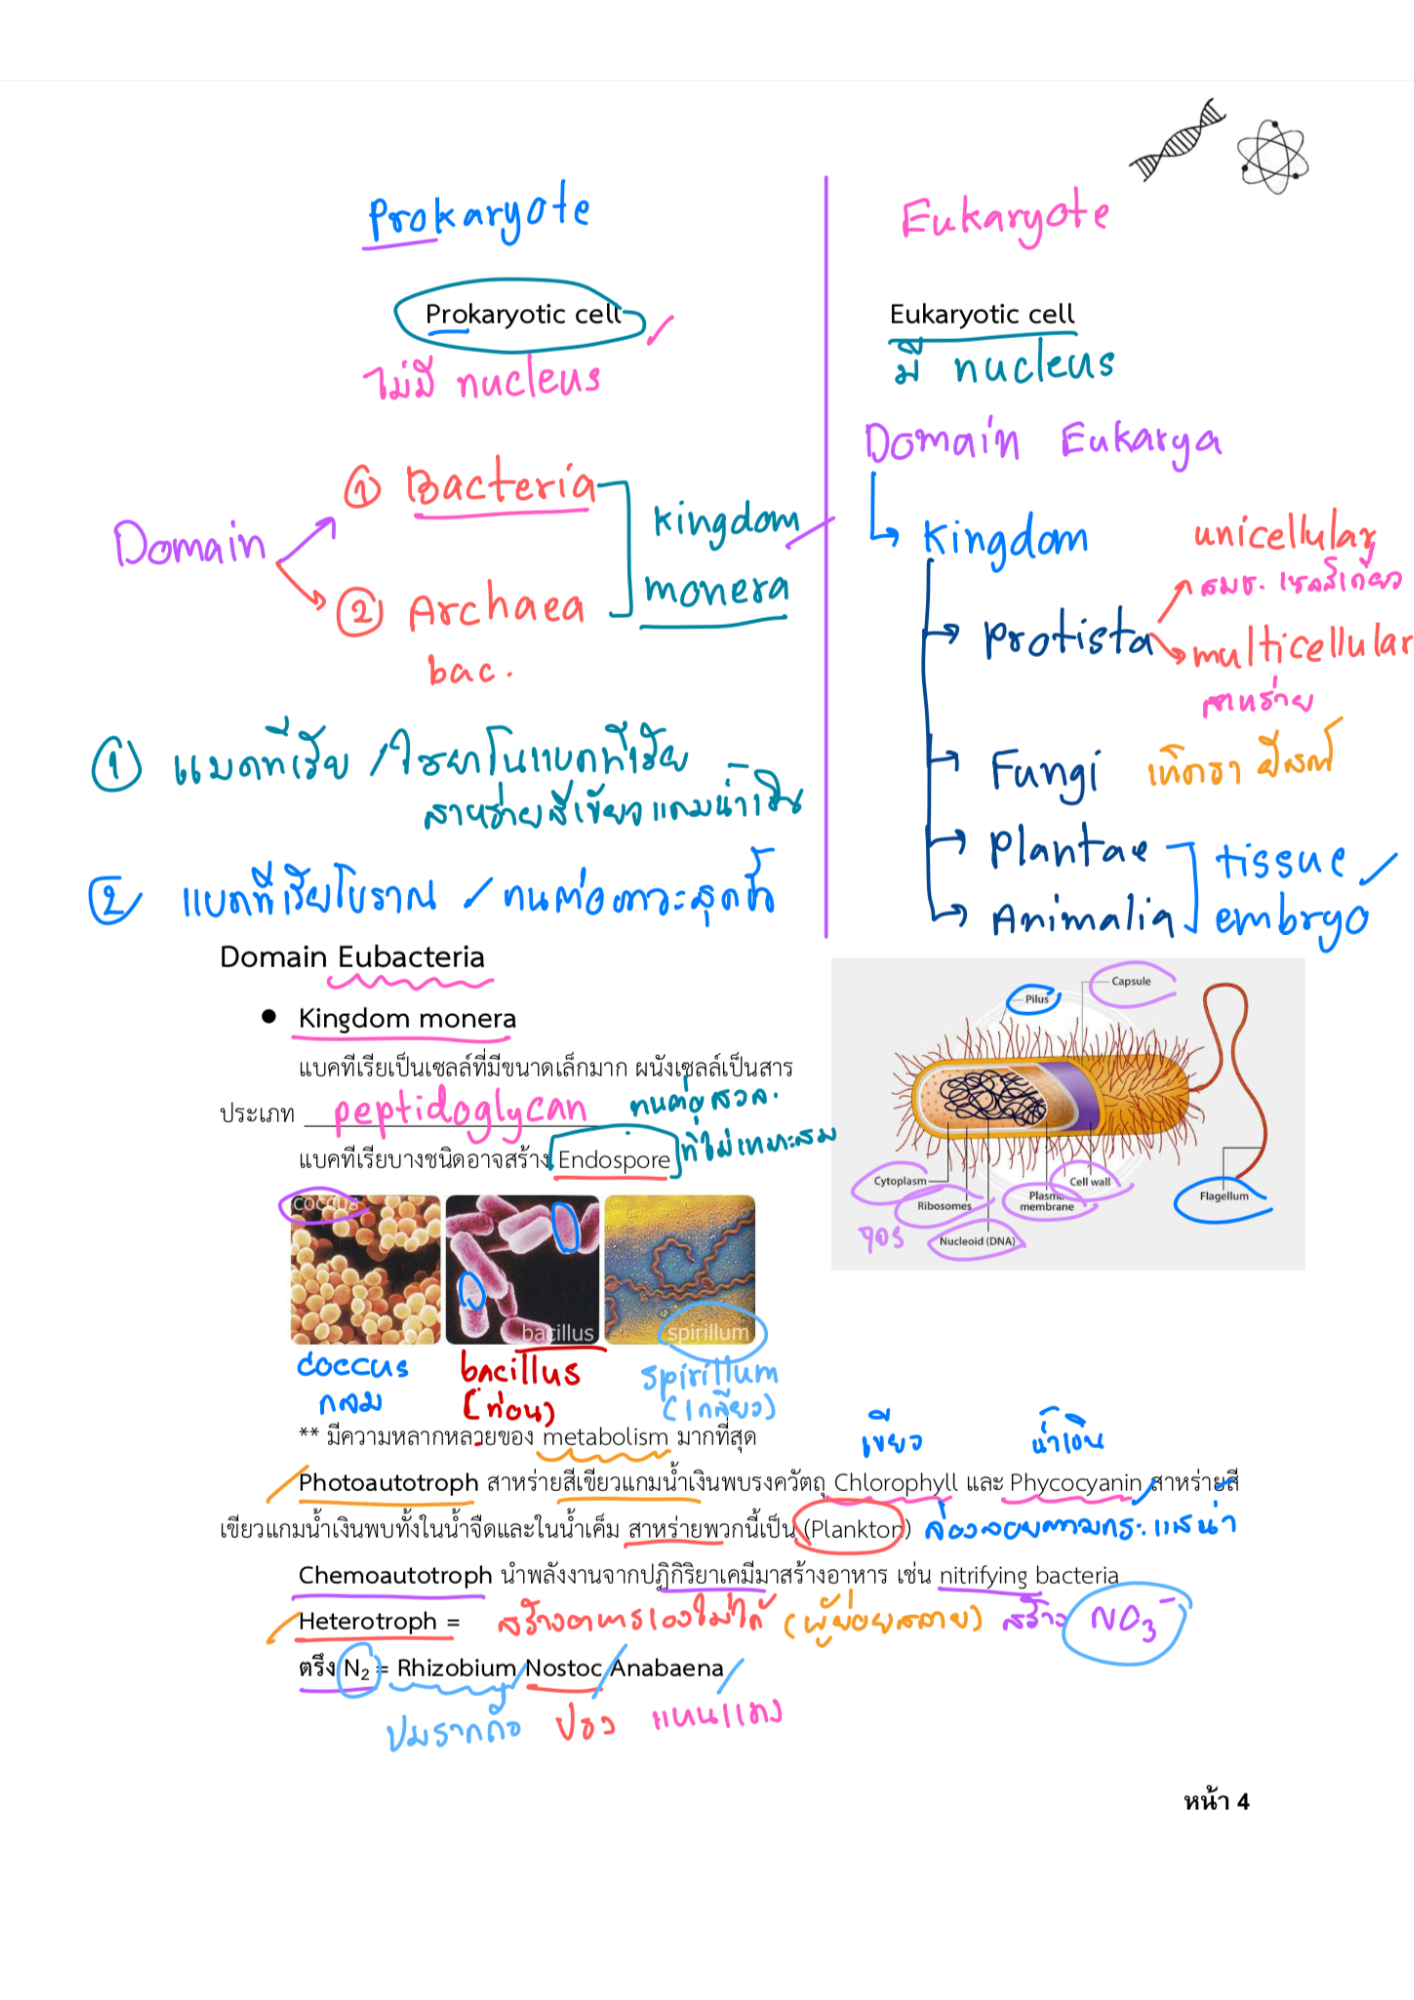 Prokaryote
Prokaryotic cell
ไม่มี nucleus
Domain
① Bacteria
② Archaea
bac.
kingdom
monera
① แบคทีเรีย / ไซยาโนแบคทีเรีย
สาหร่ายสีเขียวแกมน้ำเงิน
② แบคทีเรียโบราณ / ทนต่อภาวะสุดขั้ว
Eukaryote
Eukaryotic cell
มี nucleus
Domain Eukarya
Kingdom
Protista
unicellular
สมช. เซลล์เดียว
multicellular
สาหร่าย
Fungi เห็ดรา ยีสต์
Plantae
Animalia
tissue
embryo
Domain Eubacteria
● Kingdom monera
แบคทีเรียเป็นเซลล์ที่มีขนาดเล็กมาก ผนังเซลล์เป็นสาร
ประเภท peptidoglycan
ทนต่อ สวล.
ที่ไม่เหมาะสม
แบคทีเรียบางชนิดอาจสร้าง Endospore
Capsule
Pilus
Cytoplasm
Ribosomes
70S
Nucleoid (DNA)
Plasma
membrane
Cell wall
Flagellum
coccus
bacillus
spirillum
coccus
กลม
bacillus
(ท่อน)
spirillum
(เกลียว)
** มีความหลากหลวยของ metabolism มากที่สุด
เขียว
น้ำเงิน
Photoautotroph สาหร่ายสีเขียวแกมน้ำเงินพบรงควัตถุ Chlorophyll และ Phycocyanin สาหร่ายสี
เขียวแกมน้ำเงินพบทั้งในน้ำจืดและในน้ำเค็ม สาหร่ายพวกนี้เป็น (Plankton) ล่องลอยตามกระแสน้ำ
Chemoautotroph นำพลังงานจากปฏิกิริยาเคมีมาสร้างอาหาร เช่น nitrifying bacteria
Heterotroph = สร้างอาหารเองไม่ได้ (ผู้ย่อยสลาย) สร้าง NO₃⁻
ตรึง N₂ = Rhizobium Nostoc Anabaena
ปมรากถั่ว
แหนแดง
หน้า 4